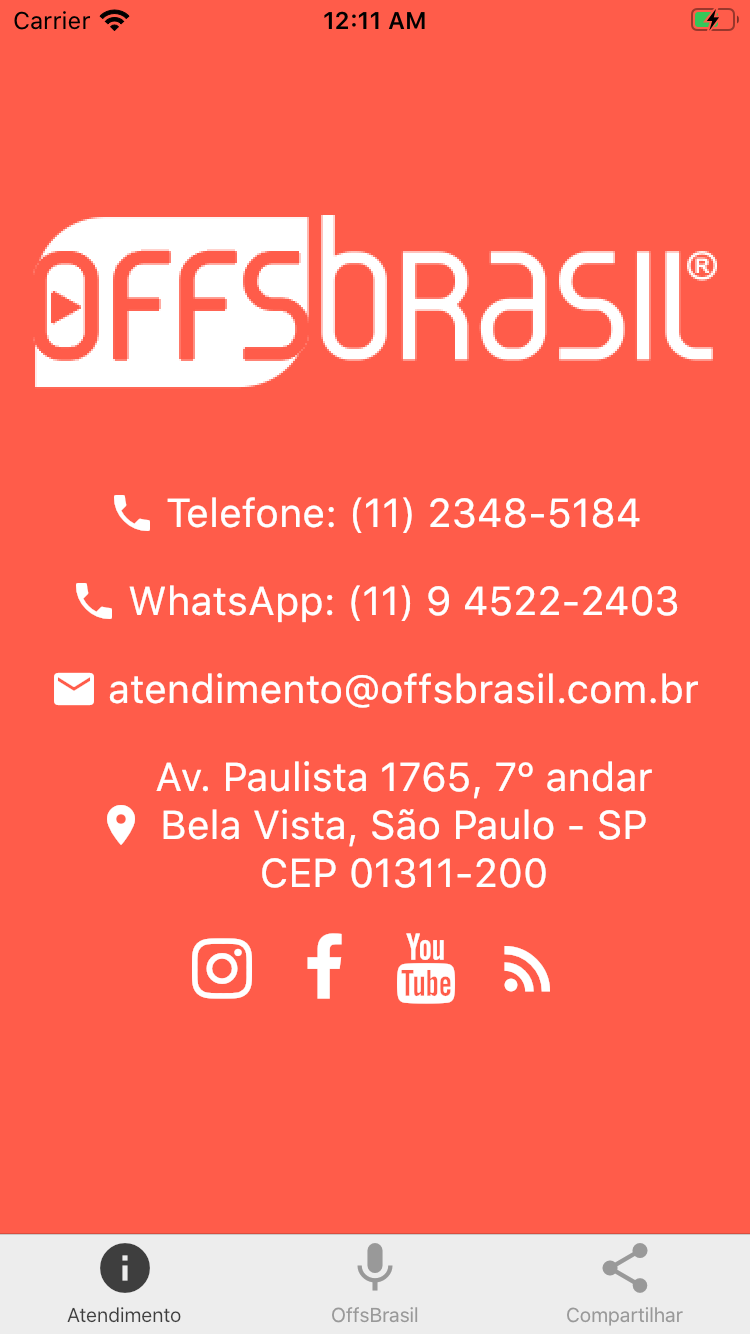 Carrier 12:11 AM
OFFSBRASIL®
Telefone: (11) 2348-5184
WhatsApp: (11) 9 4522-2403
atendimento@offsbrasil.com.br
Av. Paulista 1765, 7º andar
Bela Vista, São Paulo - SP
CEP 01311-200
You
Tube
Atendimento OffsBrasil Compartilhar